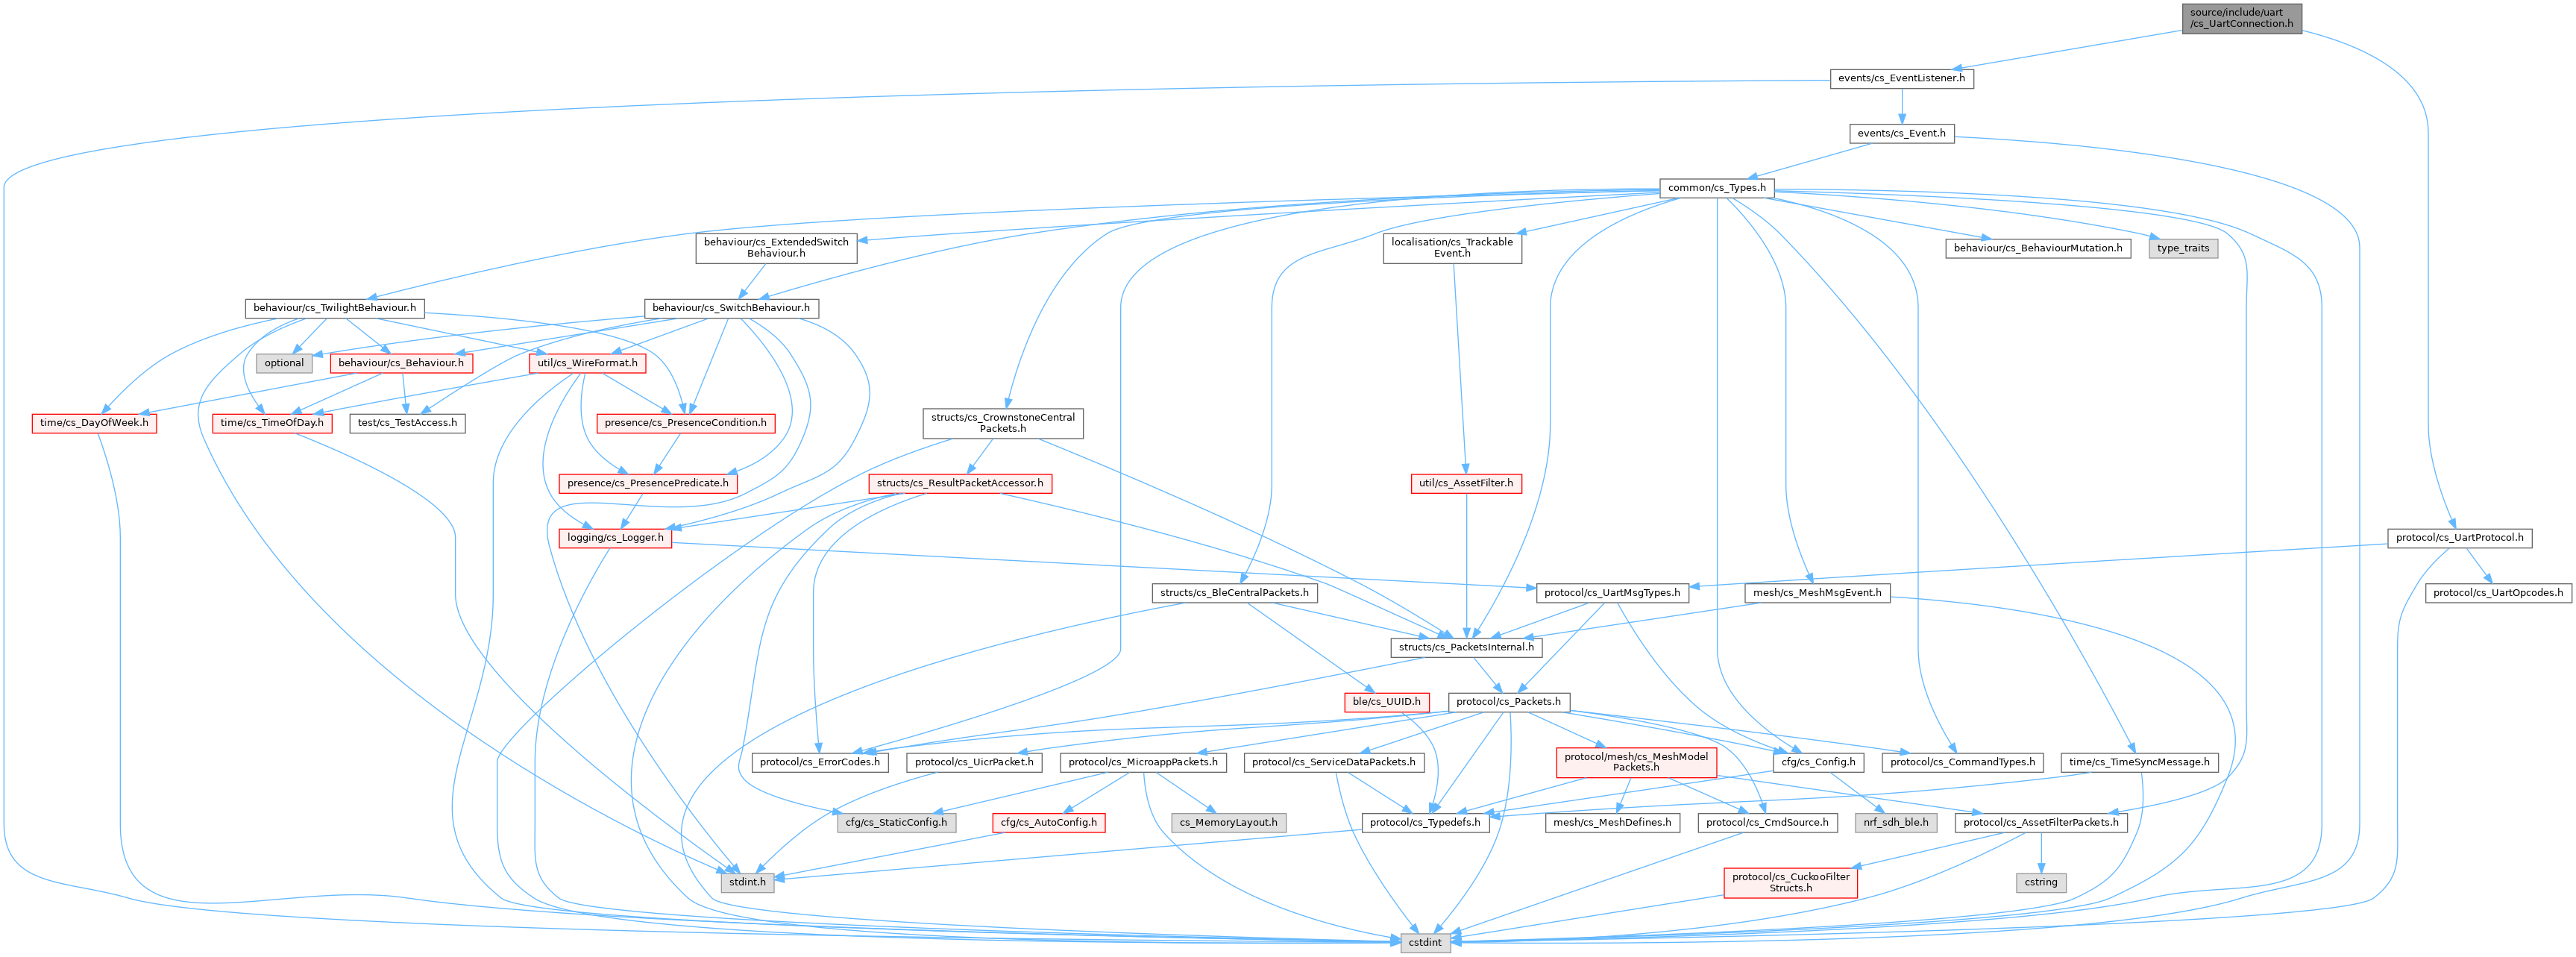 source/include/uart
/cs_UartConnection.h
events/cs_EventListener.h
events/cs_Event.h
common/cs_Types.h
behaviour/cs_ExtendedSwitch
Behaviour.h
localisation/cs_Trackable
Event.h
behaviour/cs_BehaviourMutation.h
type_traits
behaviour/cs_TwilightBehaviour.h
behaviour/cs_SwitchBehaviour.h
optional
behaviour/cs_Behaviour.h
util/cs_WireFormat.h
time/cs_DayOfWeek.h
time/cs_TimeOfDay.h
test/cs_TestAccess.h
presence/cs_PresenceCondition.h
structs/cs_CrownstoneCentral
Packets.h
presence/cs_PresencePredicate.h
structs/cs_ResultPacketAccessor.h
util/cs_AssetFilter.h
logging/cs_Logger.h
protocol/cs_UartProtocol.h
structs/cs_BleCentralPackets.h
protocol/cs_UartMsgTypes.h
mesh/cs_MeshMsgEvent.h
protocol/cs_UartOpcodes.h
structs/cs_PacketsInternal.h
ble/cs_UUID.h
protocol/cs_Packets.h
protocol/cs_ErrorCodes.h
protocol/cs_UicrPacket.h
protocol/cs_MicroappPackets.h
protocol/cs_ServiceDataPackets.h
protocol/mesh/cs_MeshModel
Packets.h
cfg/cs_Config.h
protocol/cs_CommandTypes.h
time/cs_TimeSyncMessage.h
cfg/cs_StaticConfig.h
cfg/cs_AutoConfig.h
cs_MemoryLayout.h
protocol/cs_Typedefs.h
mesh/cs_MeshDefines.h
protocol/cs_CmdSource.h
nrf_sdh_ble.h
protocol/cs_AssetFilterPackets.h
stdint.h
protocol/cs_CuckooFilter
Structs.h
cstring
cstdint